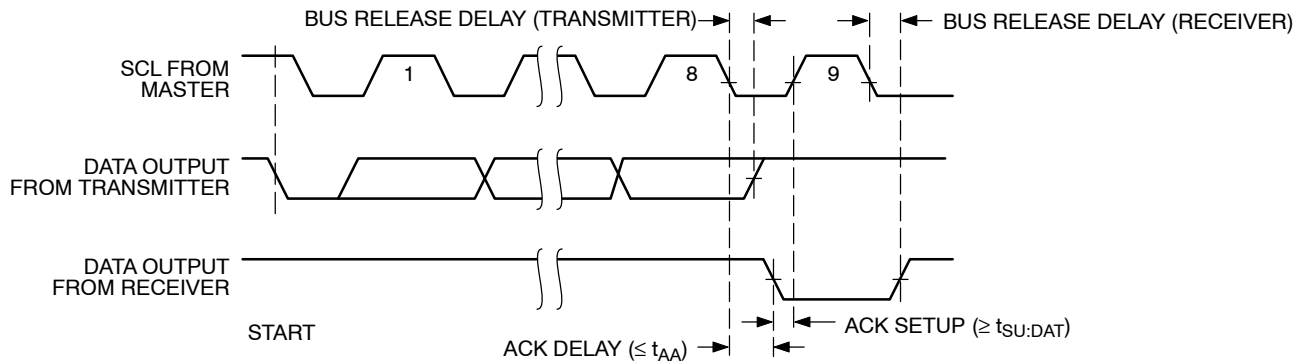 BUS RELEASE DELAY (TRANSMITTER)
BUS RELEASE DELAY (RECEIVER)
SCL FROM
MASTER
1
8
9
DATA OUTPUT
FROM TRANSMITTER
DATA OUTPUT
FROM RECEIVER
START
ACK SETUP (≥ tSU:DAT)
ACK DELAY (≤ tAA)